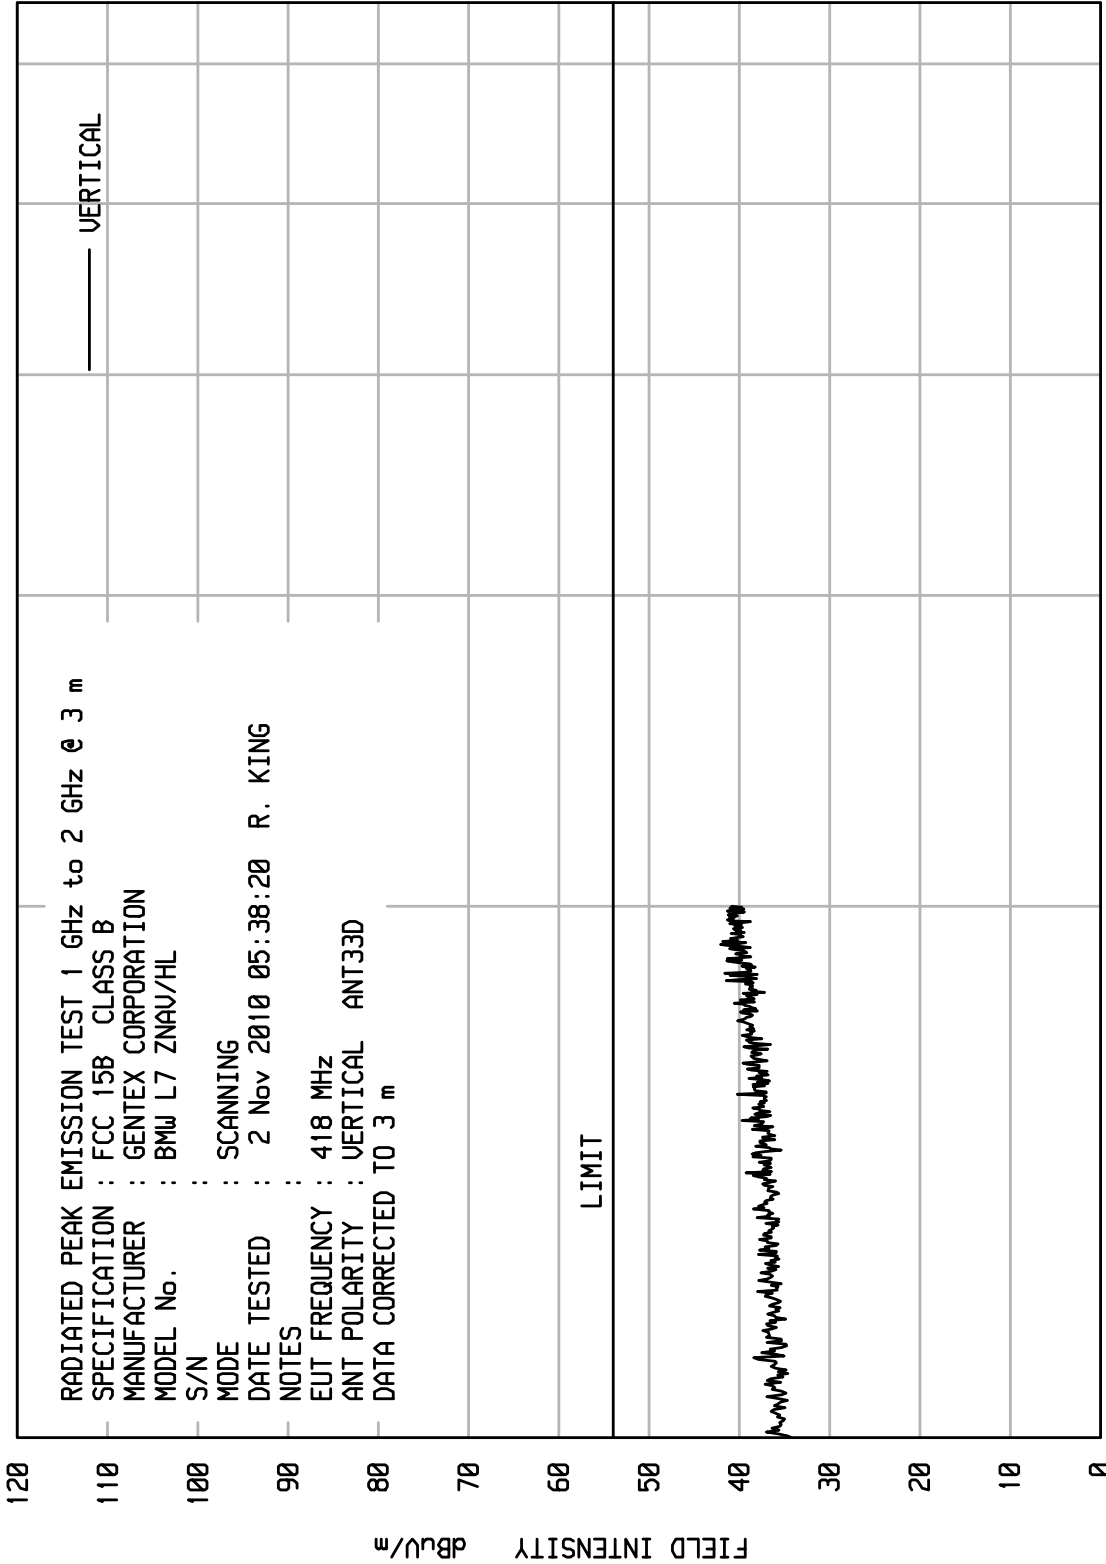 RADIATED PEAK EMISSION TEST 1 GHz to 2 GHz @ 3 m
SPECIFICATION : FCC 15B CLASS B
MANUFACTURER : GENTEX CORPORATION
MODEL No. : BMW L7 ZNAV/HL
S/N :
MODE : SCANNING
DATE TESTED : 2 Nov 2010 05:38:20 R. KING
NOTES :
EUT FREQUENCY : 418 MHz
ANT POLARITY : VERTICAL ANT33D
DATA CORRECTED TO 3 m
VERTICAL
LIMIT
120
110
100
90
80
70
60
50
40
30
20
10
0
FIELD INTENSITY dBuV/m